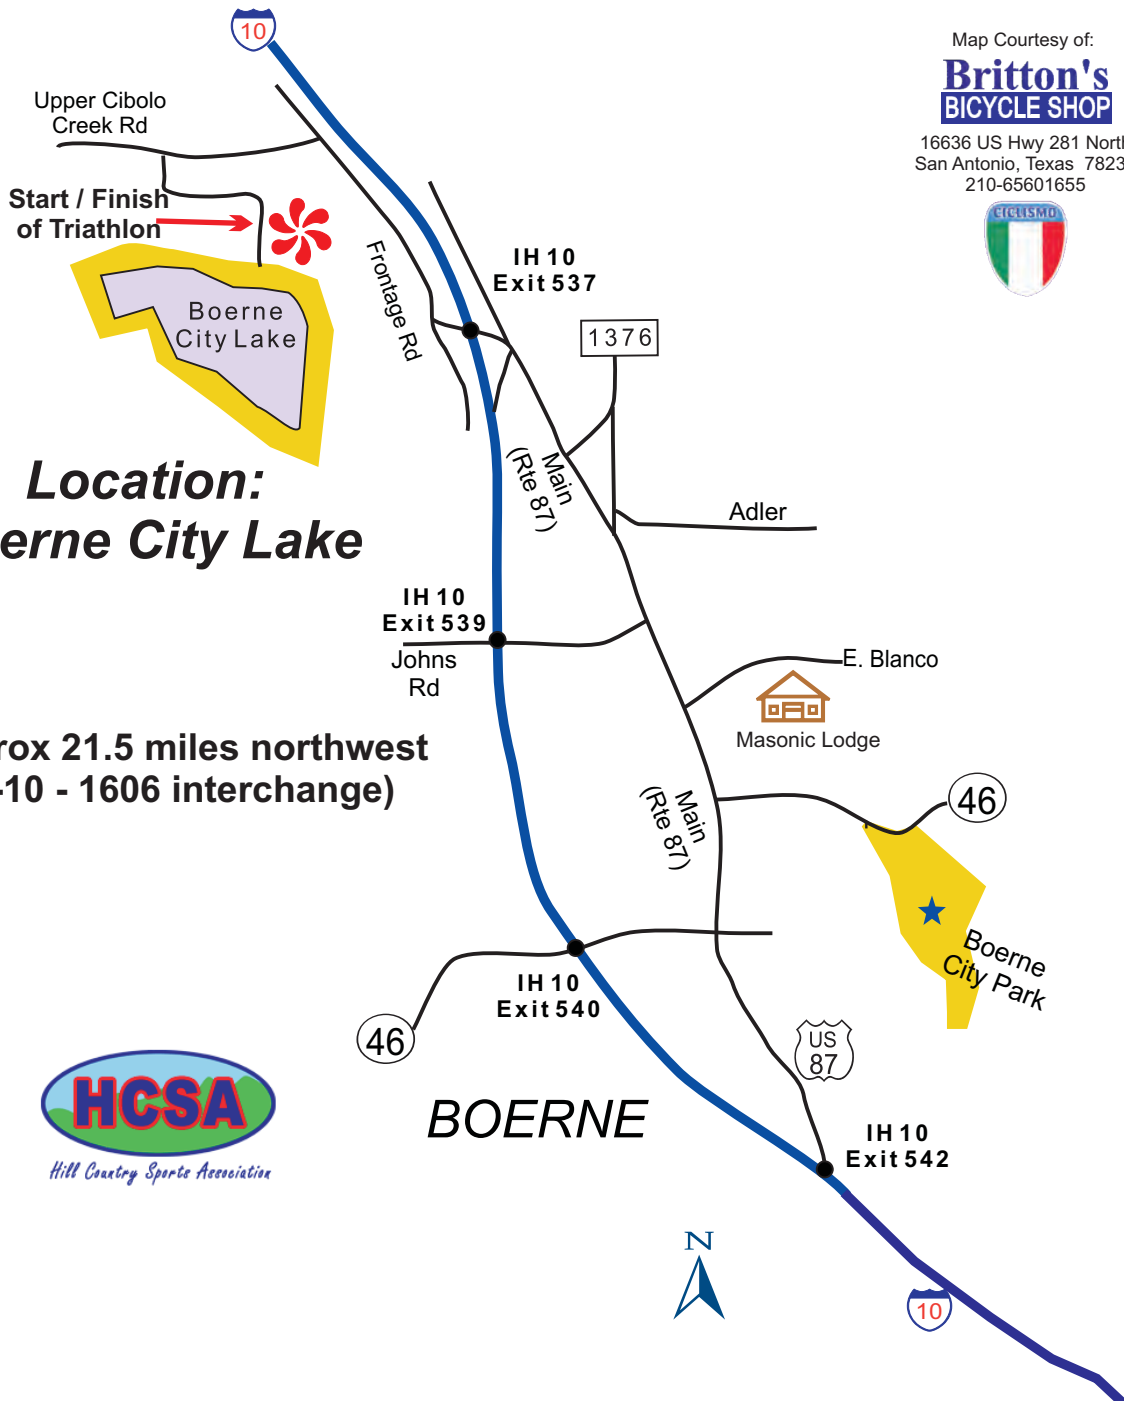 10
Map Courtesy of:
Britton's
BICYCLE SHOP
16636 US Hwy 281 North
San Antonio, Texas 7823
210-65601655
CICLISMO
Upper Cibolo
Creek Rd
Start / Finish
of Triathlon
Boerne
City Lake
Frontage Rd
IH 10
Exit 537
1376
Main
(Rte 87)
Adler
Location:
erne City Lake
IH 10
Exit 539
Johns
Rd
E. Blanco
Masonic Lodge
rox 21.5 miles northwest
-10 - 1606 interchange)
Main
(Rte 87)
46
Boerne
City Park
IH 10
Exit 540
46
US
87
HCSA
Hill Country Sports Association
BOERNE
IH 10
Exit 542
N
10